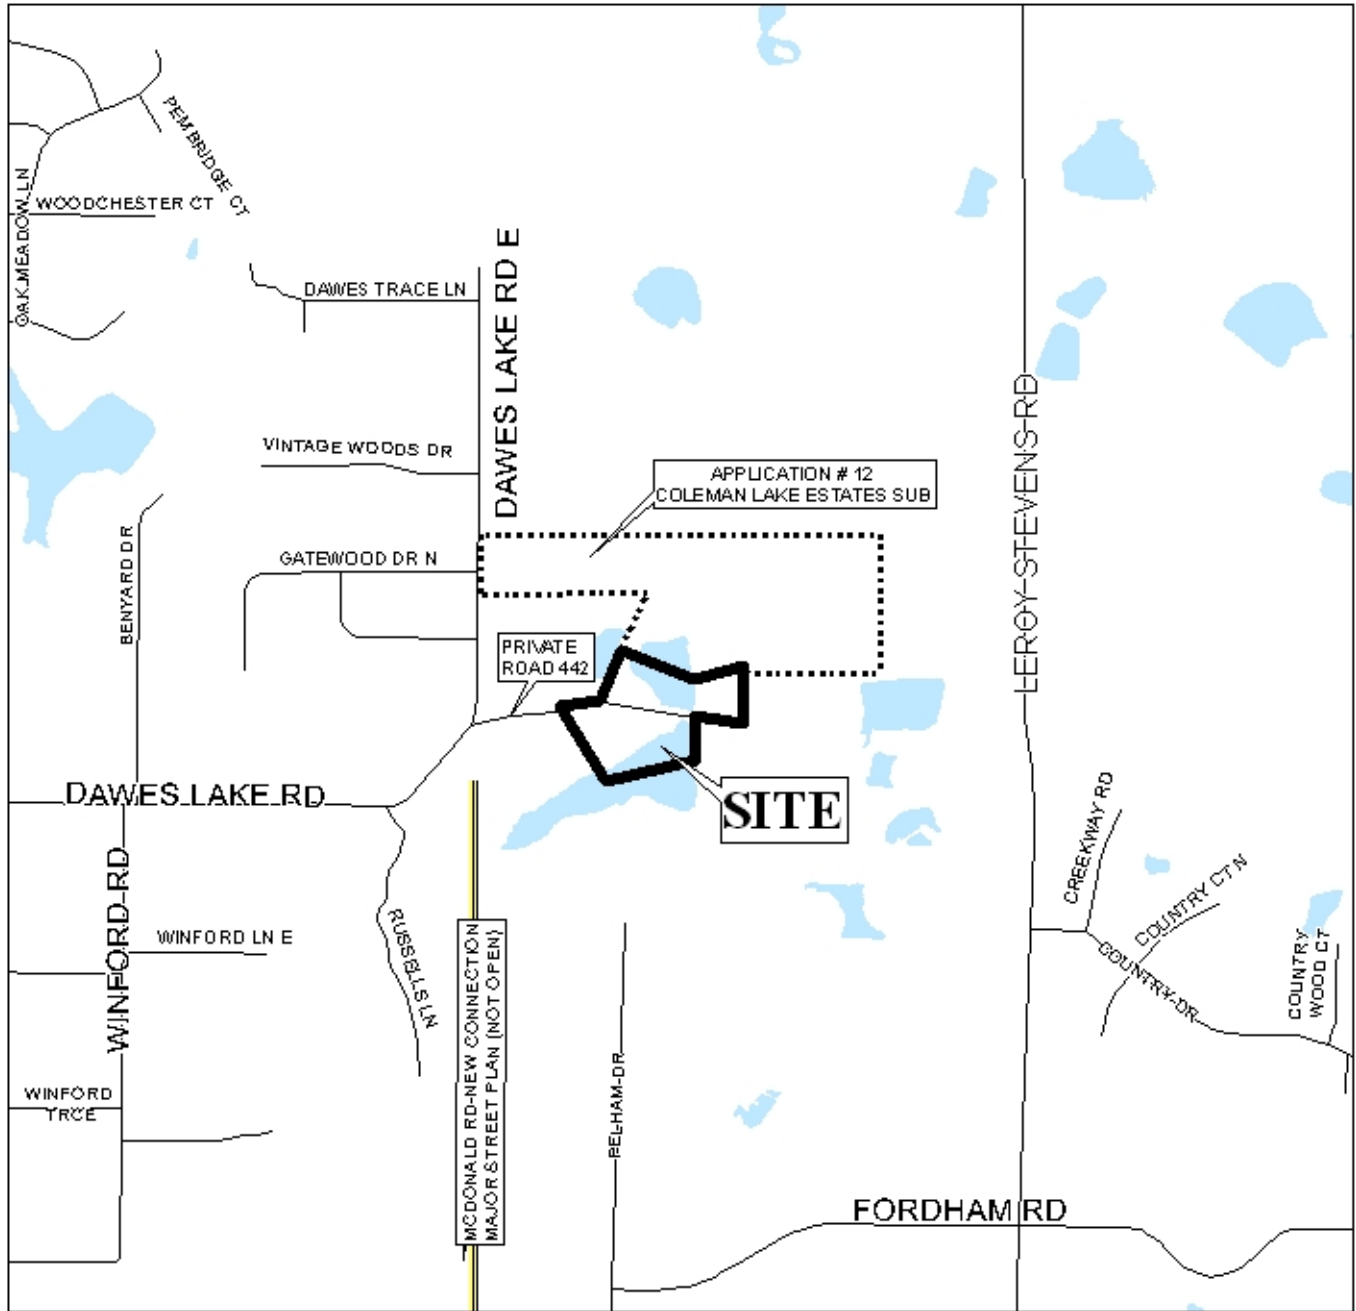 PEMBRIDGE CT
WOODCHESTER CT
OAK MEADOW LN
DAWES TRACE LN
DAWES LAKE RD E
VINTAGE WOODS DR
LEROY STEVENS RD
APPLICATION # 12
COLEMAN LAKE ESTATES SUB
BENYARD DR
GATEWOOD DR N
PRIVATE
ROAD 442
DAWES LAKE RD
SITE
CREEKWAY RD
WINFORD RD
COUNTRY CT N
WINFORD LN E
RUSSELLS LN
MCDONALD RD-NEW CONNECTION
MAJOR STREET PLAN (NOT OPEN)
COUNTRY DR
COUNTRY
WOOD CT
WINFORD
TRCE
PELHAM DR
FORDHAM RD